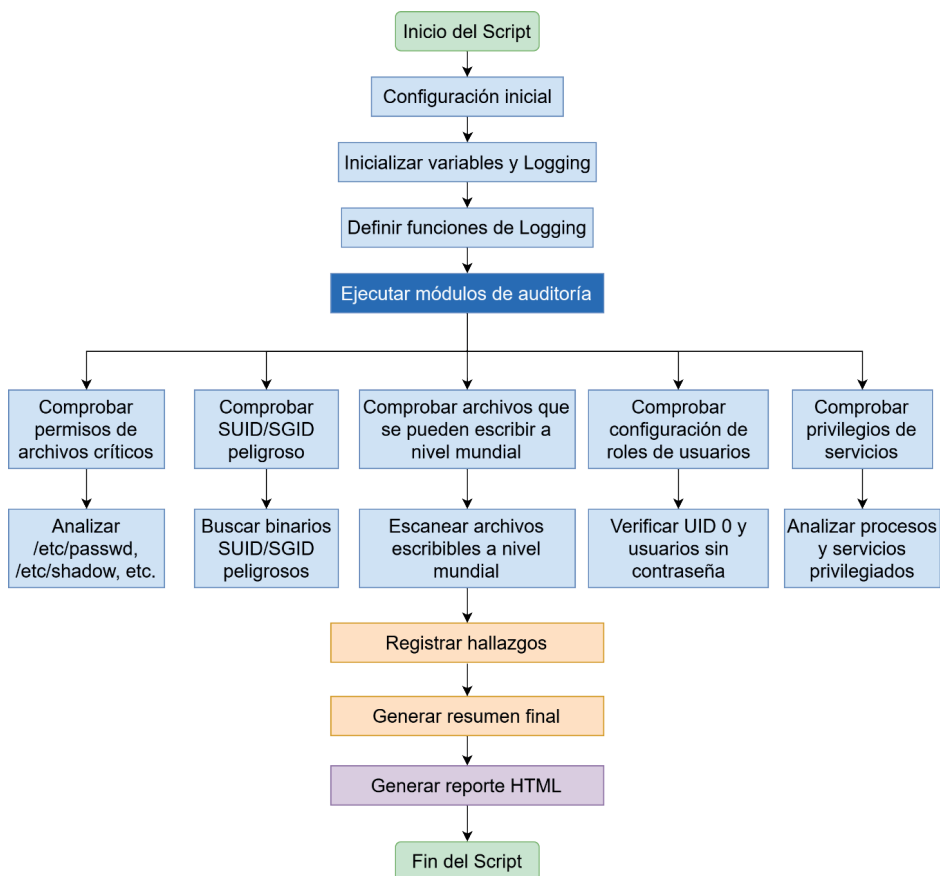 Inicio del Script
Configuración inicial
Inicializar variables y Logging
Definir funciones de Logging
Ejecutar módulos de auditoría
Comprobar
permisos de
archivos críticos
Comprobar
SUID/SGID
peligroso
Comprobar archivos que
se pueden escribir a
nivel mundial
Comprobar
configuración de
roles de usuarios
Comprobar
privilegios de
servicios
Analizar
/etc/passwd,
/etc/shadow, etc.
Buscar binarios
SUID/SGID
peligrosos
Escanear archivos
escribibles a nivel
mundial
Verificar UID 0 y
usuarios sin
contraseña
Analizar procesos
y servicios
privilegiados
Registrar hallazgos
Generar resumen final
Generar reporte HTML
Fin del Script